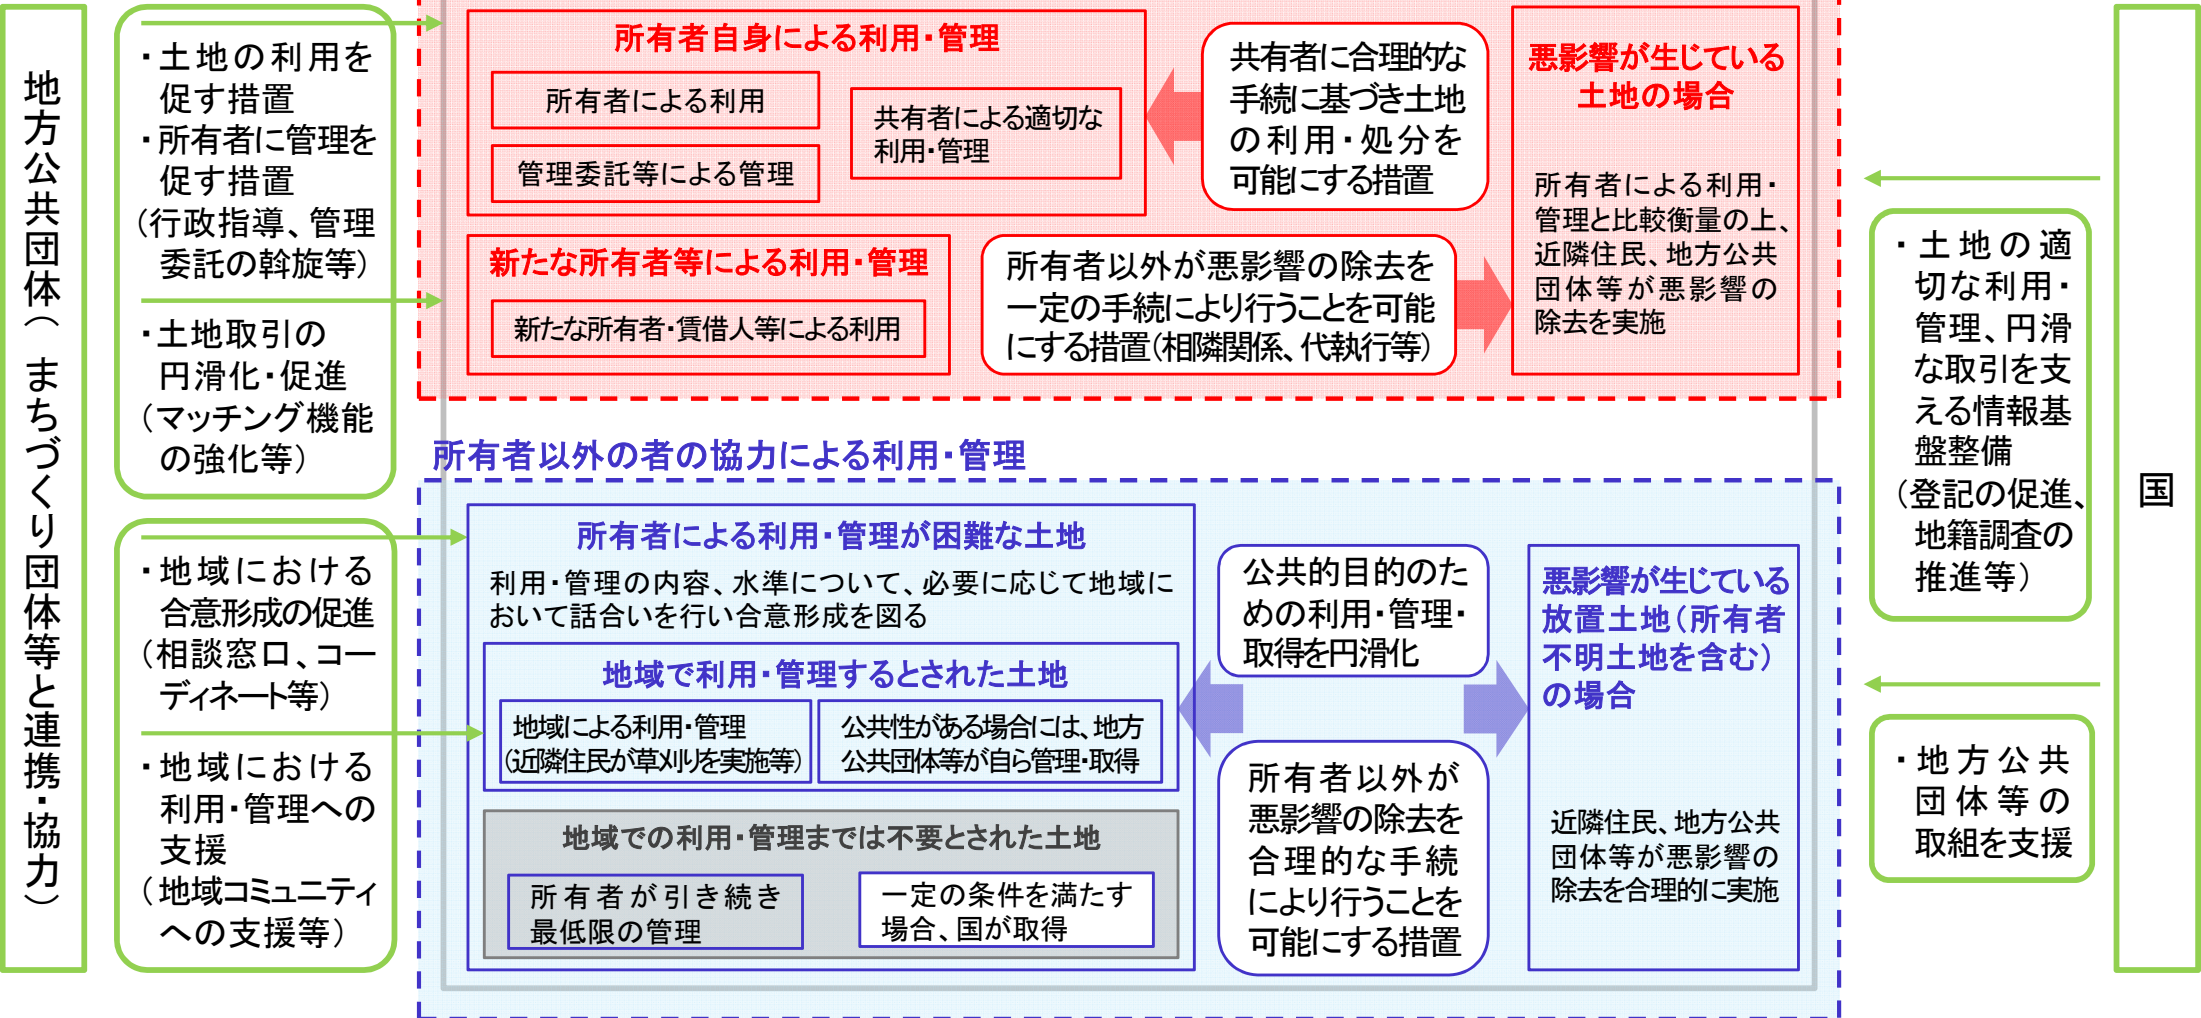 地方公共団体（まちづくり団体等と連携・協力）
・土地の利用を
促す措置
・所有者に管理を
促す措置
（行政指導、管理
委託の斡旋等）
・土地取引の
円滑化・促進
（マッチング機能
の強化等）
・地域における
合意形成の促進
（相談窓口、コー
ディネート等）
・地域における
利用・管理への
支援
（地域コミュニティ
への支援等）
所有者自身による利用・管理
所有者による利用
管理委託等による管理
共有者による適切な
利用・管理
共有者に合理的な
手続に基づき土地
の利用・処分を
可能にする措置
新たな所有者等による利用・管理
新たな所有者・賃借人等による利用
所有者以外が悪影響の除去を
一定の手続により行うことを可能
にする措置（相隣関係、代執行等）
悪影響が生じている
土地の場合
所有者による利用・
管理と比較衡量の上、
近隣住民、地方公共
団体等が悪影響の
除去を実施
所有者以外の者の協力による利用・管理
所有者による利用・管理が困難な土地
利用・管理の内容、水準について、必要に応じて地域に
おいて話合いを行い合意形成を図る
地域で利用・管理するとされた土地
地域による利用・管理
（近隣住民が草刈りを実施等）
公共性がある場合には、地方
公共団体等が自ら管理・取得
地域での利用・管理までは不要とされた土地
所有者が引き続き
最低限の管理
一定の条件を満たす
場合、国が取得
公共的目的のた
めの利用・管理・
取得を円滑化
所有者以外が
悪影響の除去を
合理的な手続
により行うことを
可能にする措置
悪影響が生じている
放置土地（所有者
不明土地を含む）
の場合
近隣住民、地方公共
団体等が悪影響の
除去を合理的に実施
・土地の適
切な利用・
管理、円滑
な取引を支
える情報基
盤整備
（登記の促進、
地籍調査の
推進等）
・地方公共
団体等の
取組を支援
国